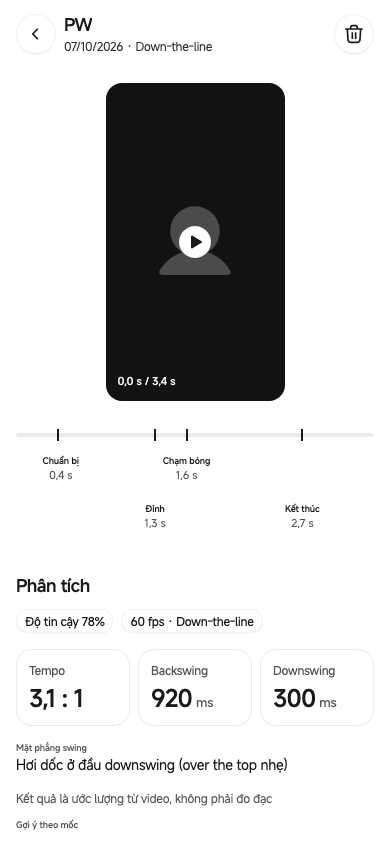 PW
07/10/2026 · Down-the-line
0,0 s / 3,4 s
Chuẩn bị
0,4 s
Chạm bóng
1,6 s
Đỉnh
1,3 s
Kết thúc
2,7 s
Phân tích
Độ tin cậy 78%
60 fps · Down-the-line
Tempo
3,1 : 1
Backswing
920 ms
Downswing
300 ms
Mặt phẳng swing
Hơi dốc ở đầu downswing (over the top nhẹ)
Kết quả là ước lượng từ video, không phải đo đạc
Gợi ý theo mốc